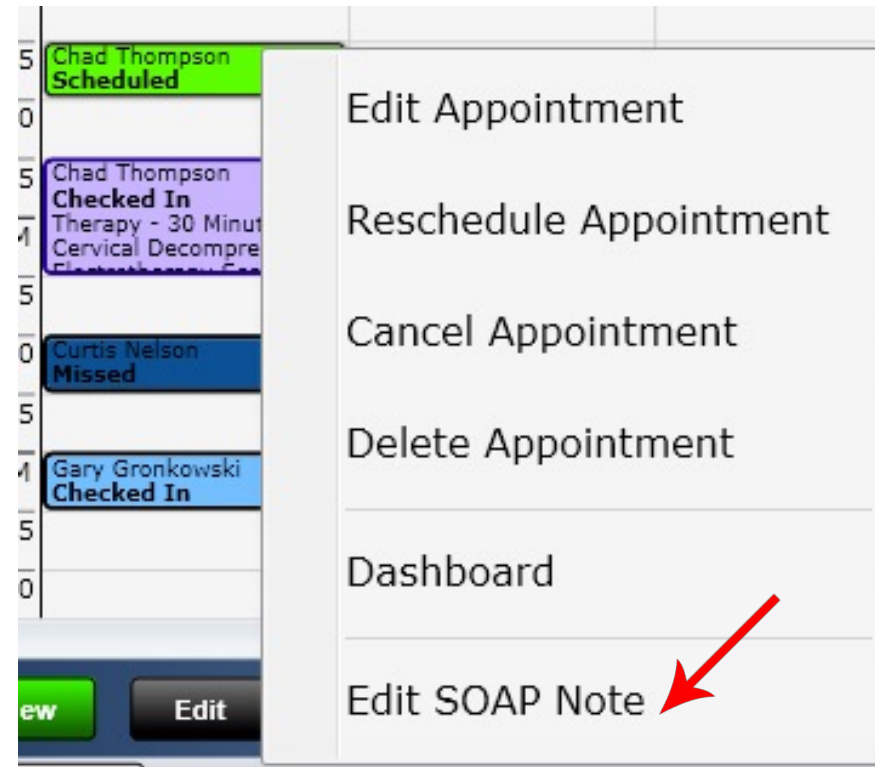 5
Chad Thompson
Scheduled
0
5
Chad Thompson
Checked In
Therapy - 30 Minut
Cervical Decompre
5
0
Curtis Nelson
Missed
5
Gary Gronkowski
Checked In
5
0
ew
Edit
Edit Appointment
Reschedule Appointment
Cancel Appointment
Delete Appointment
Dashboard
Edit SOAP Note